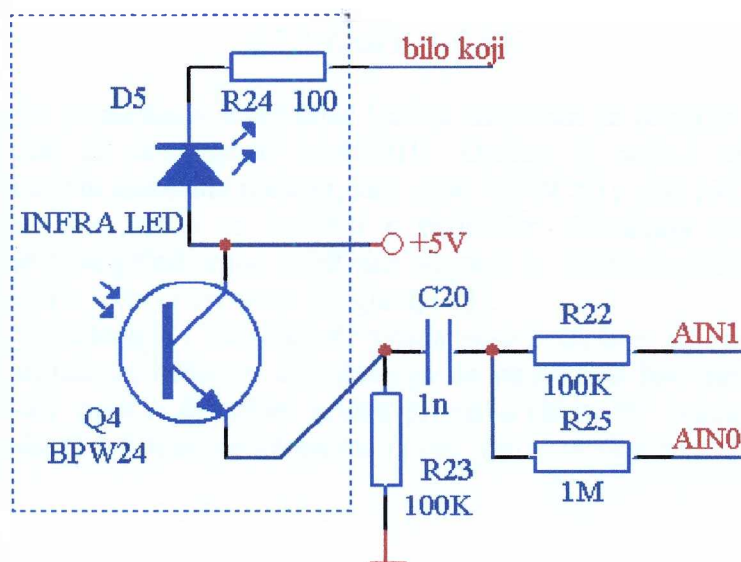 bilo koji
D5
R24 100
INFRA LED
+5V
C20
R22
AIN1
1n
100K
R25
AIN0
Q4
BPW24
R23
100K
1M